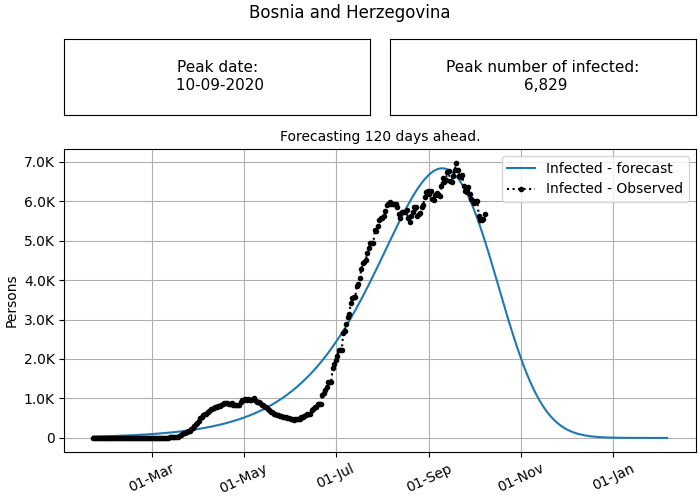 Bosnia and Herzegovina
Peak date:
10-09-2020
Peak number of infected:
6,829
Forecasting 120 days ahead.
7.0K
6.0K
5.0K
4.0K
3.0K
2.0K
1.0K
0
Persons
Infected - forecast
Infected - Observed
01-Mar
01-May
01-Jul
01-Sep
01-Nov
01-Jan